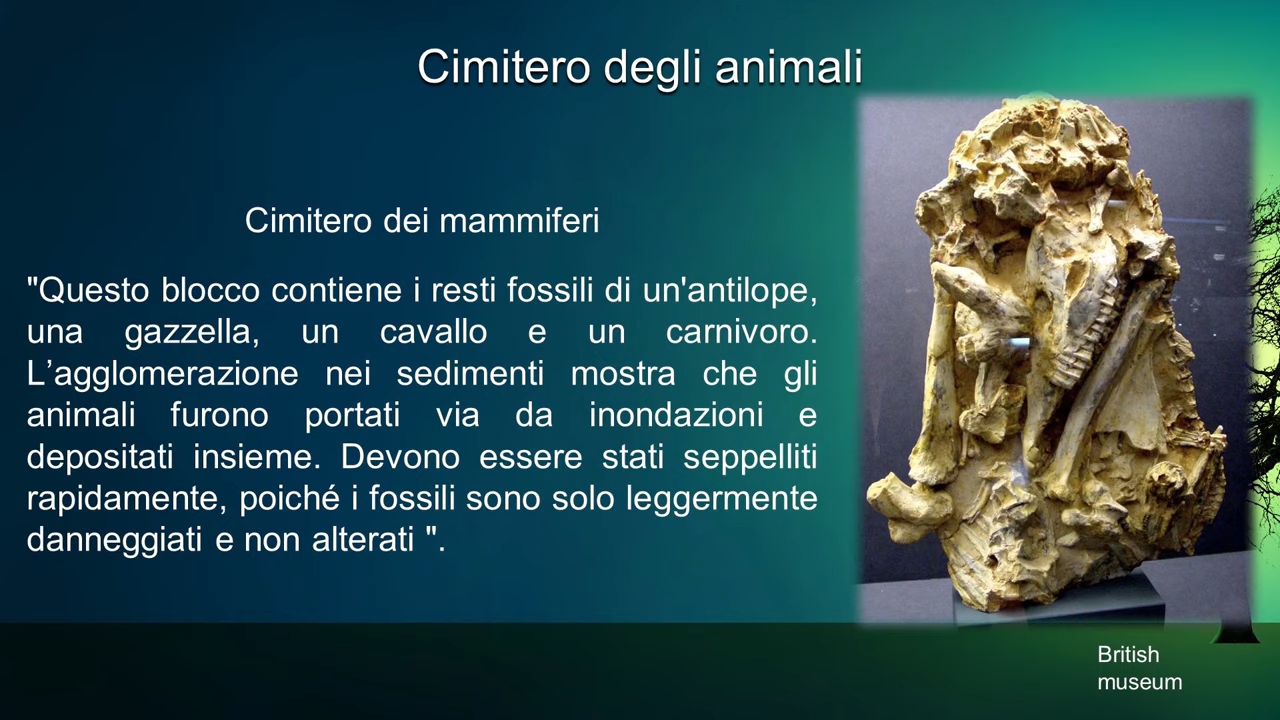 Cimitero degli animali
Cimitero dei mammiferi
"Questo blocco contiene i resti fossili di un'antilope,
una gazzella, un cavallo e un carnivoro.
L’agglomerazione nei sedimenti mostra che gli
animali furono portati via da inondazioni e
depositati insieme. Devono essere stati seppelliti
rapidamente, poiché i fossili sono solo leggermente
danneggiati e non alterati ".
British
museum